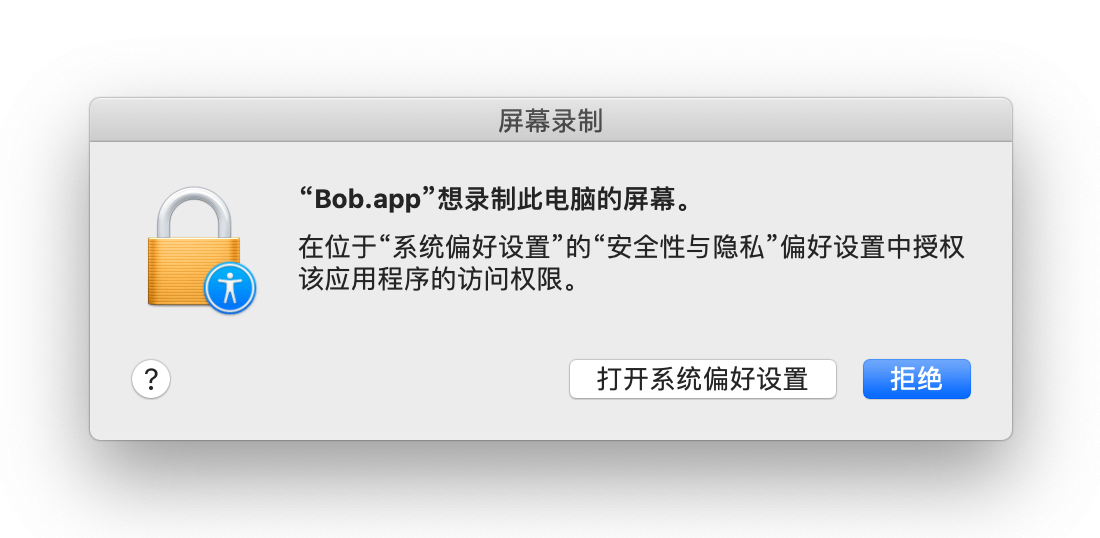 屏幕录制
“Bob.app”想录制此电脑的屏幕。
在位于“系统偏好设置”的“安全性与隐私”偏好设置中授权
该应用程序的访问权限。
?
打开系统偏好设置
拒绝